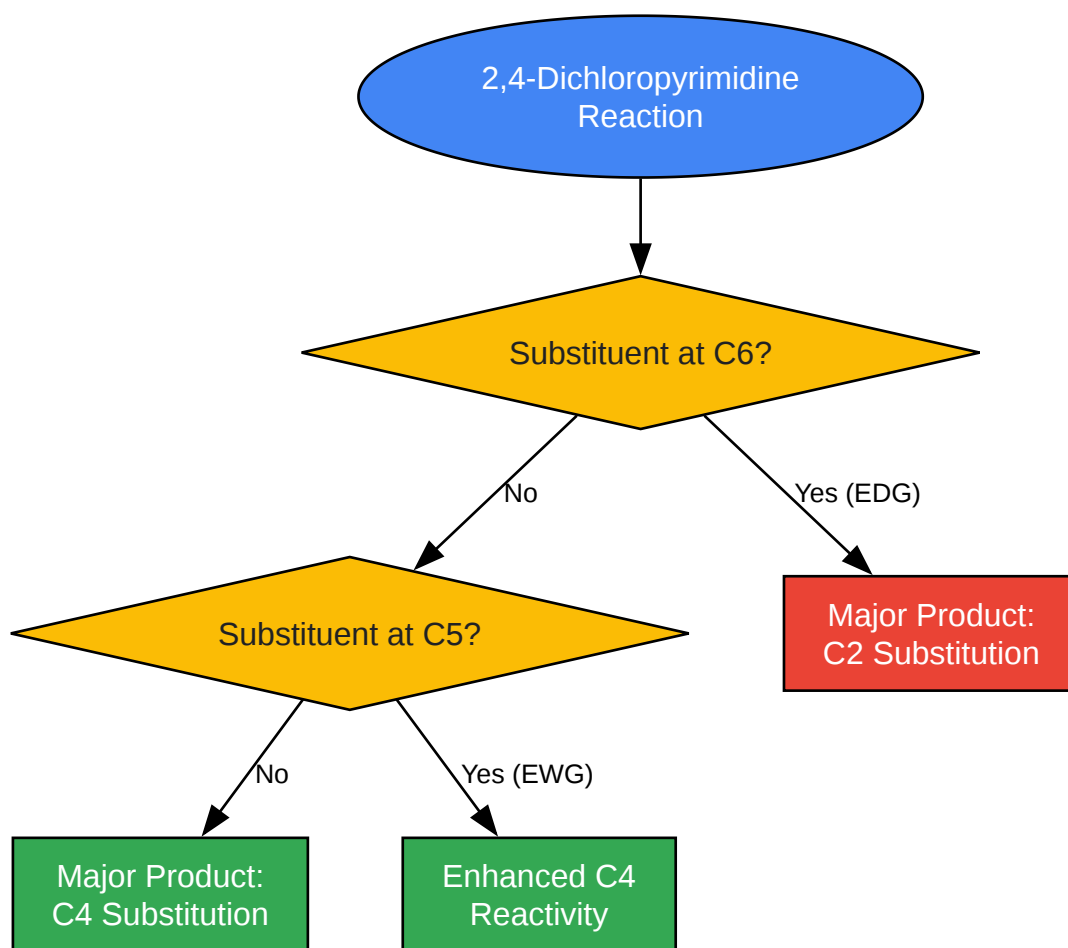 2,4-Dichloropyrimidine
Reaction
Substituent at C6?
No
Yes (EDG)
Substituent at C5?
Major Product:
C2 Substitution
No
Yes (EWG)
Major Product:
C4 Substitution
Enhanced C4
Reactivity